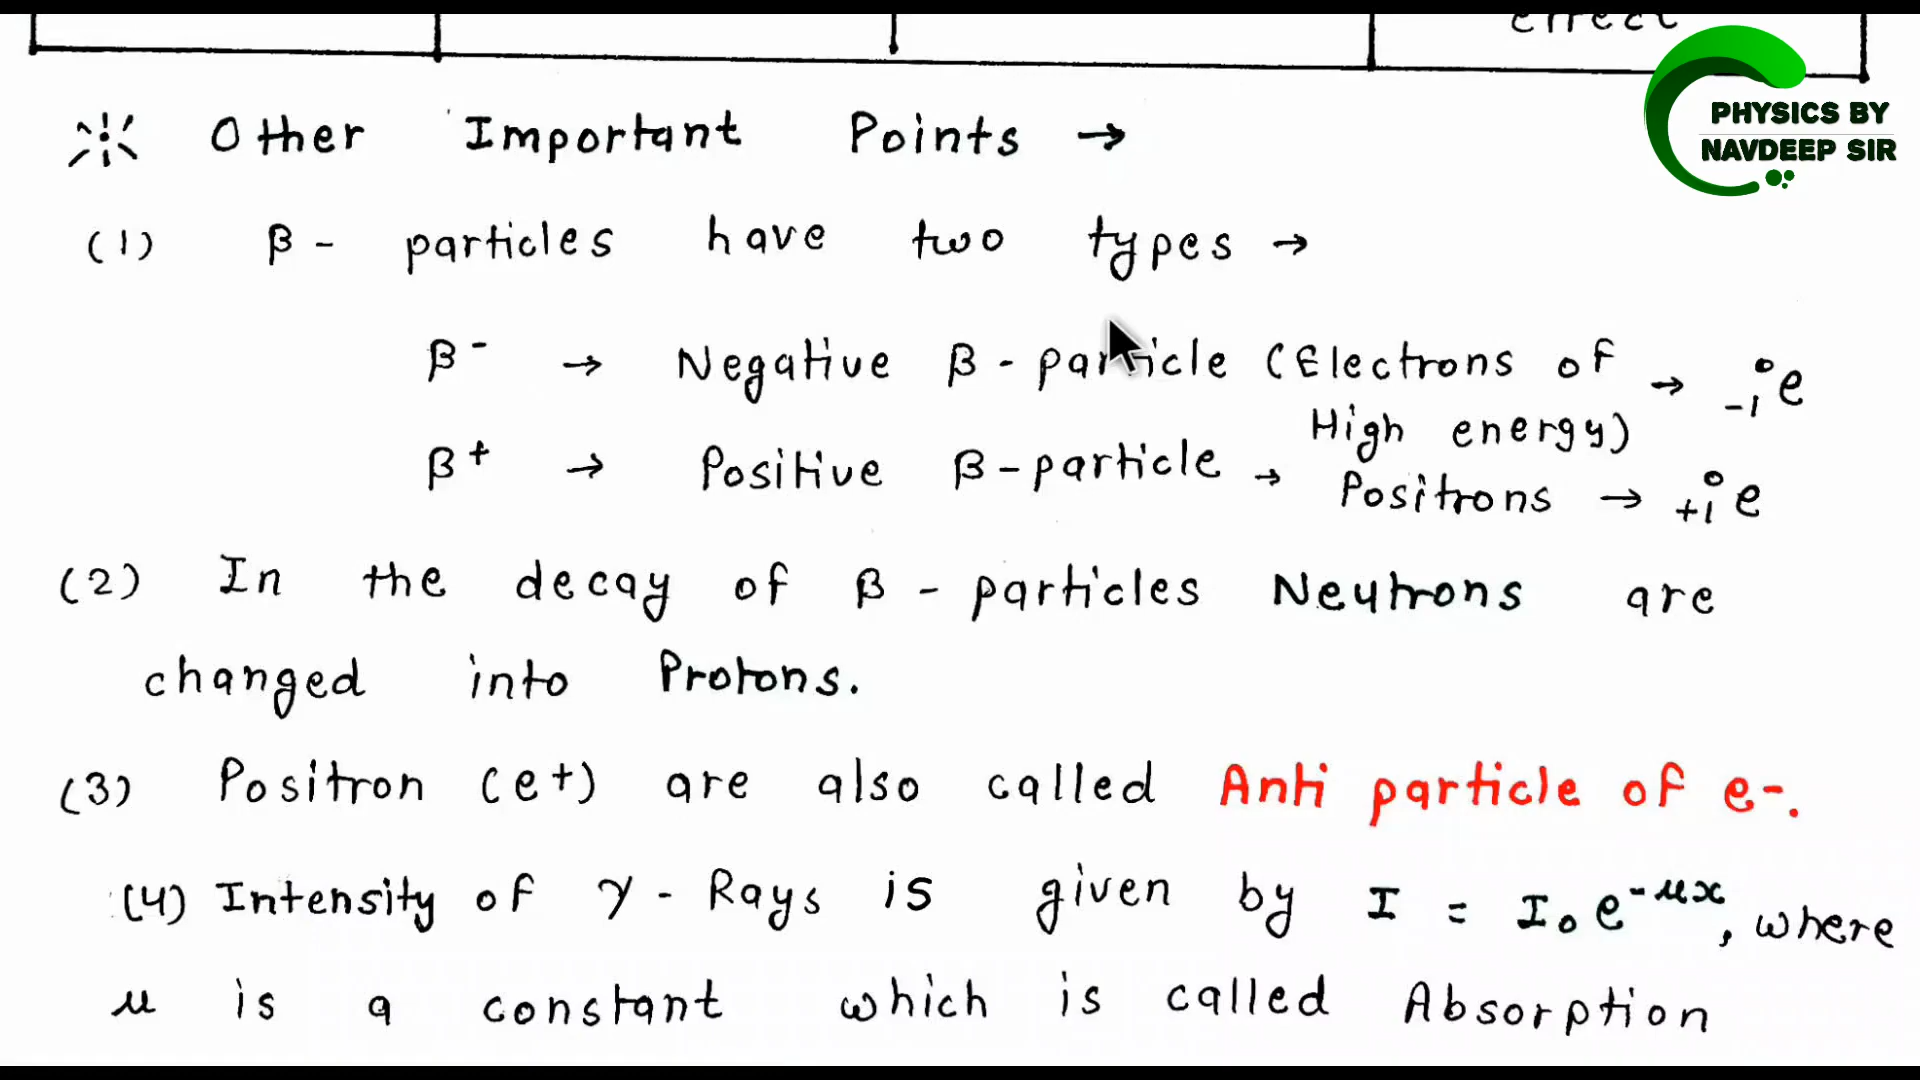 effect
PHYSICS BY
NAVDEEP SIR
Other Important Points →
(1) β - particles have two types →
β⁻ → Negative β - particle (Electrons of High energy) → ₋₁⁰e
β⁺ → Positive β - particle → Positrons → ₊₁⁰e
(2) In the decay of β - particles Neutrons are
changed into Protons.
(3) Positron (e+) are also called Anti particle of e-.
(4) Intensity of γ - Rays is given by I = I₀e^-μx, where
μ is a constant which is called Absorption